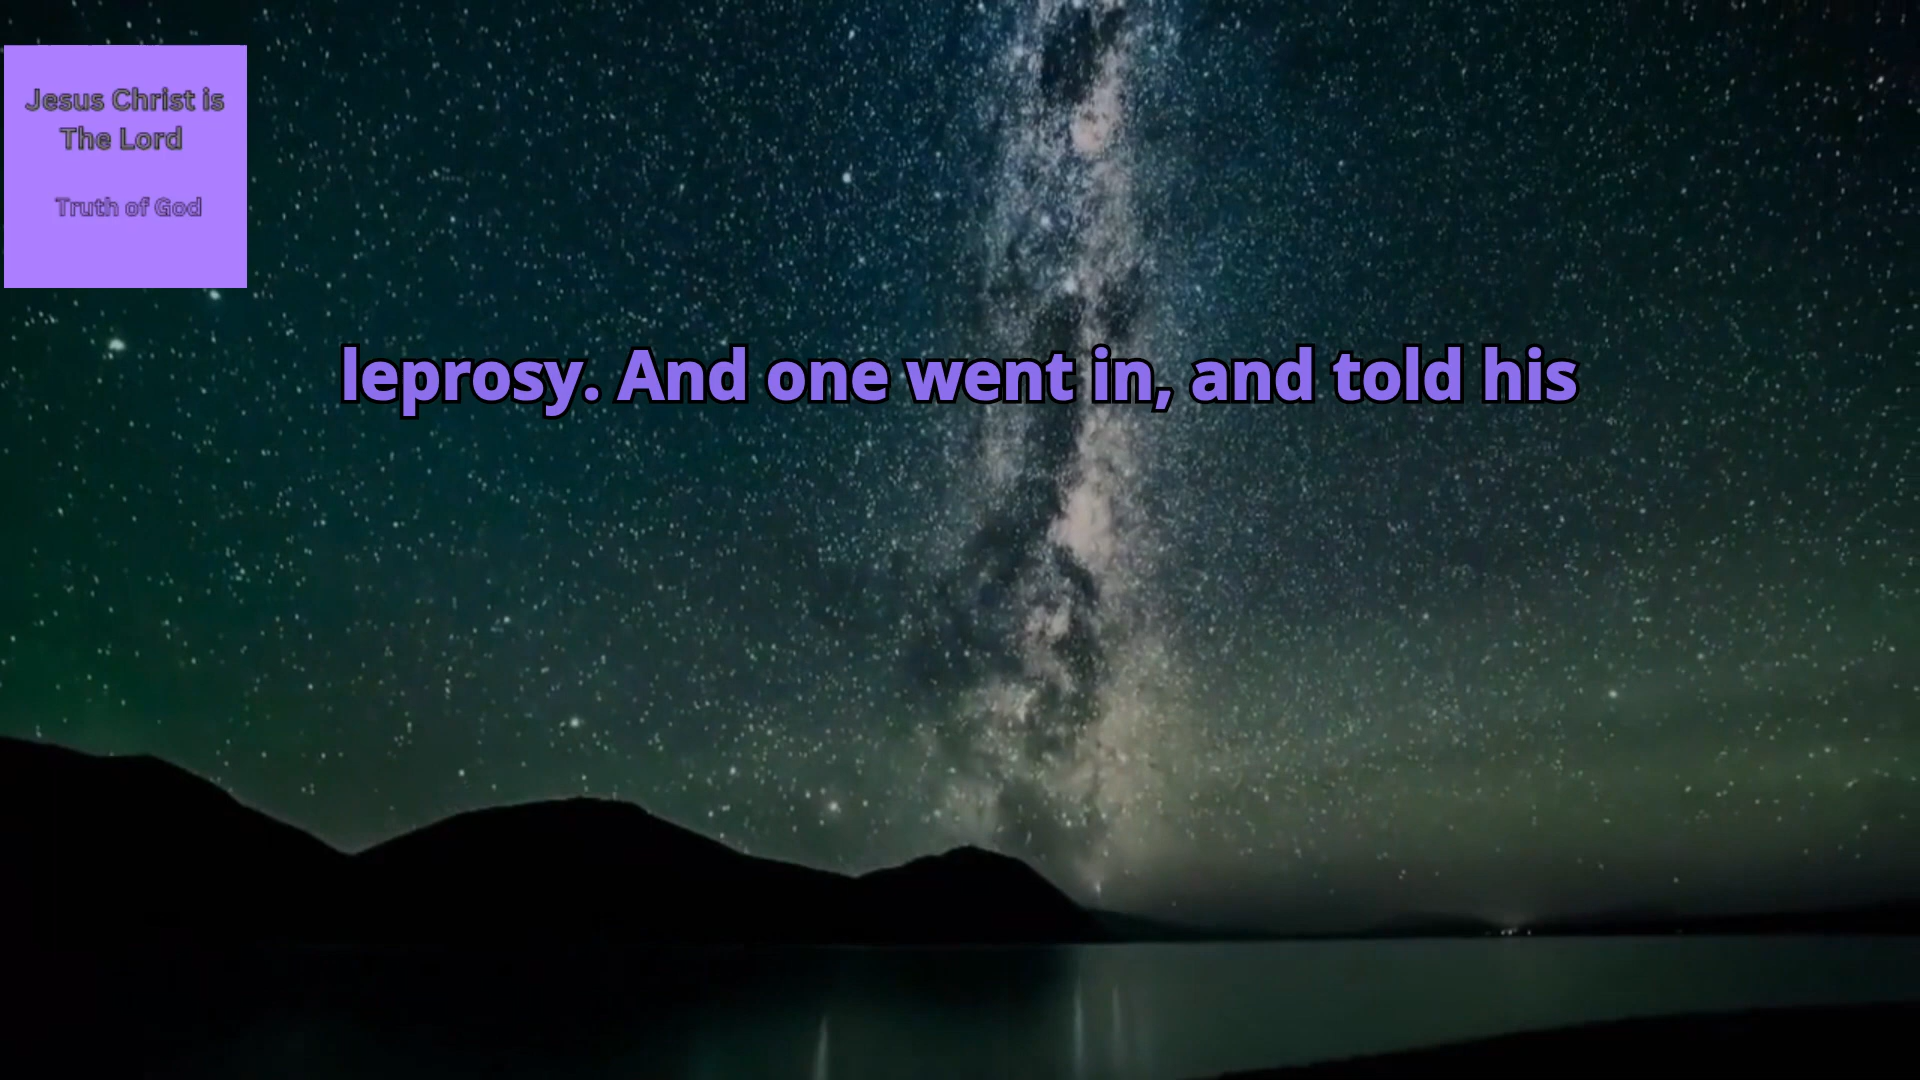 Jesus Christ is
The Lord
Truth of God
leprosy. And one went in, and told his